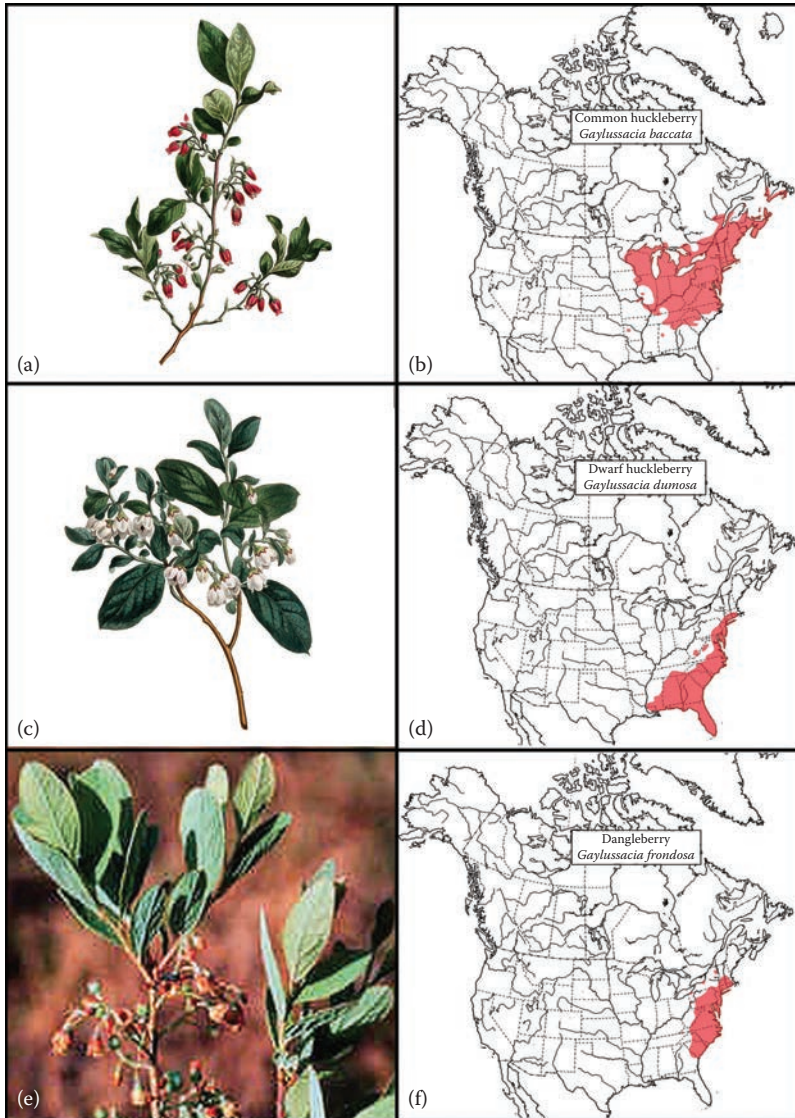 (a)
Common huckleberry
Gaylussacia baccata
(b)
(c)
Dwarf huckleberry
Gaylussacia dumosa
(d)
(e)
Dangleberry
Gaylussacia frondosa
(f)